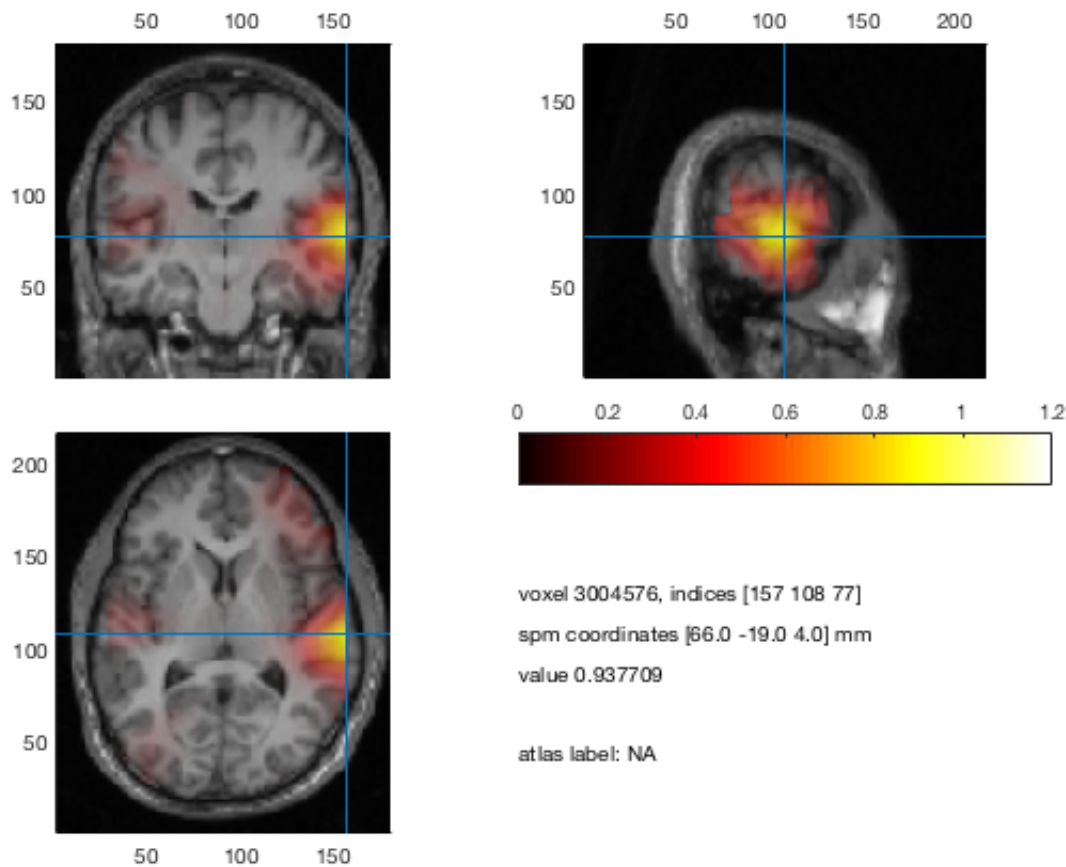 50 100 150
50 100 150 200
150
100
50
150
100
50
0 0.2 0.4 0.6 0.8 1 1.2
200
150
100
50
50 100 150
voxel 3004576, indices [157 108 77]
spm coordinates [66.0 -19.0 4.0] mm
value 0.937709
atlas label: NA